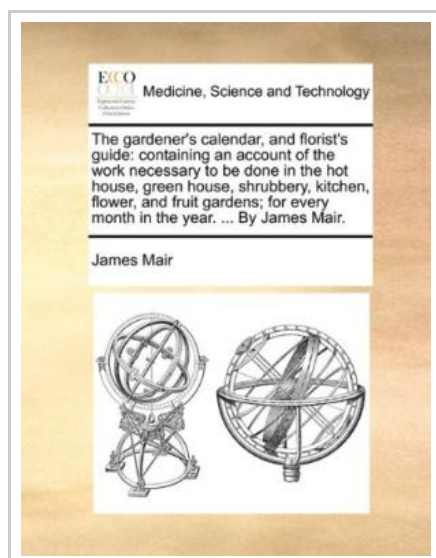 ECCO
Medicine, Science and Technology
The gardener's calendar, and florist's
guide: containing an account of the
work necessary to be done in the hot
house, green house, shrubbery, kitchen,
flower, and fruit gardens; for every
month in the year. ... By James Mair.
James Mair